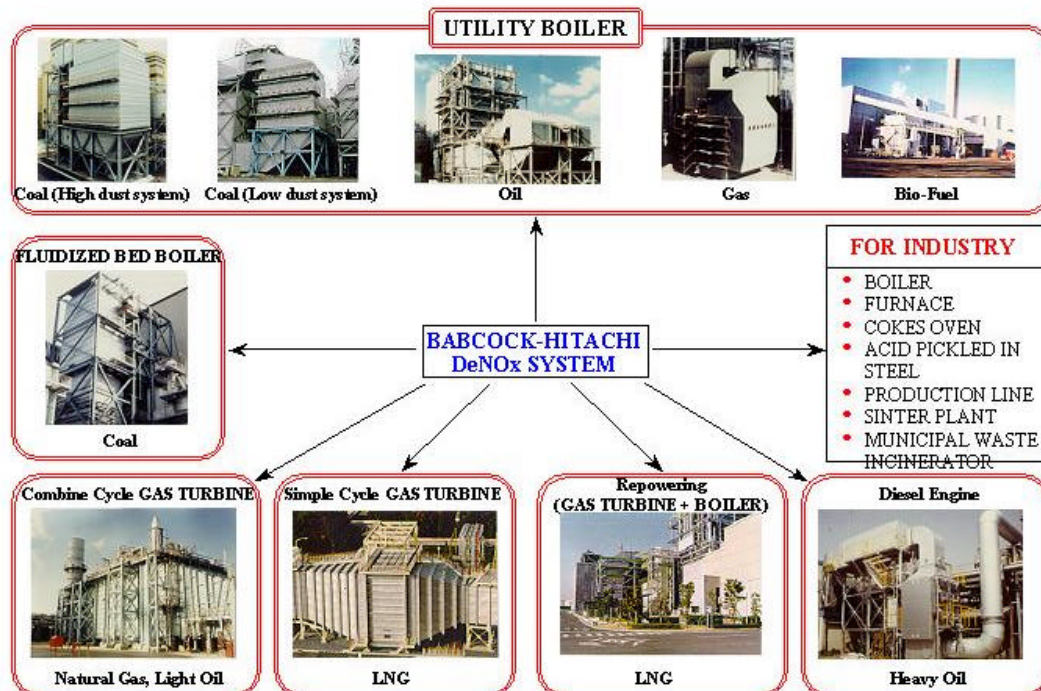 UTILITY BOILER
Coal (High dust system)
Coal (Low dust system)
Oil
Gas
Bio-Fuel
FLUIDIZED BED BOILER
Coal
BABCOCK-HITACHI
DeNOx SYSTEM
FOR INDUSTRY
• BOILER
• FURNACE
• COKES OVEN
• ACID PICKLED IN
STEEL
• PRODUCTION LINE
• SINTER PLANT
• MUNICIPAL WASTE
INCINERATOR
Combine Cycle GAS TURBINE
Natural Gas, Light Oil
Simple Cycle GAS TURBINE
LNG
Repowering
(GAS TURBINE + BOILER)
LNG
Diesel Engine
Heavy Oil